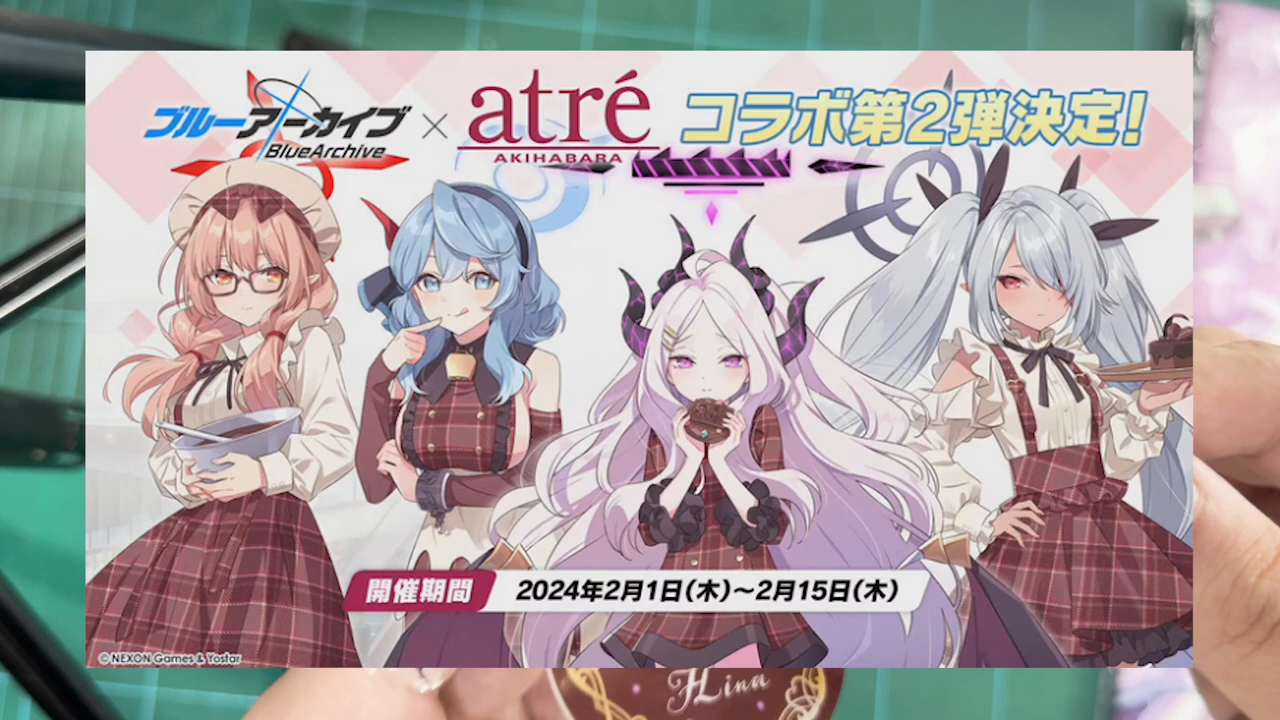 ブルーアーカイブ
BlueArchive
×
atré
AKIHABARA
コラボ第2弾決定!
開催期間
2024年2月1日(木)～2月15日(木)
© NEXON Games & Yostar
Hina